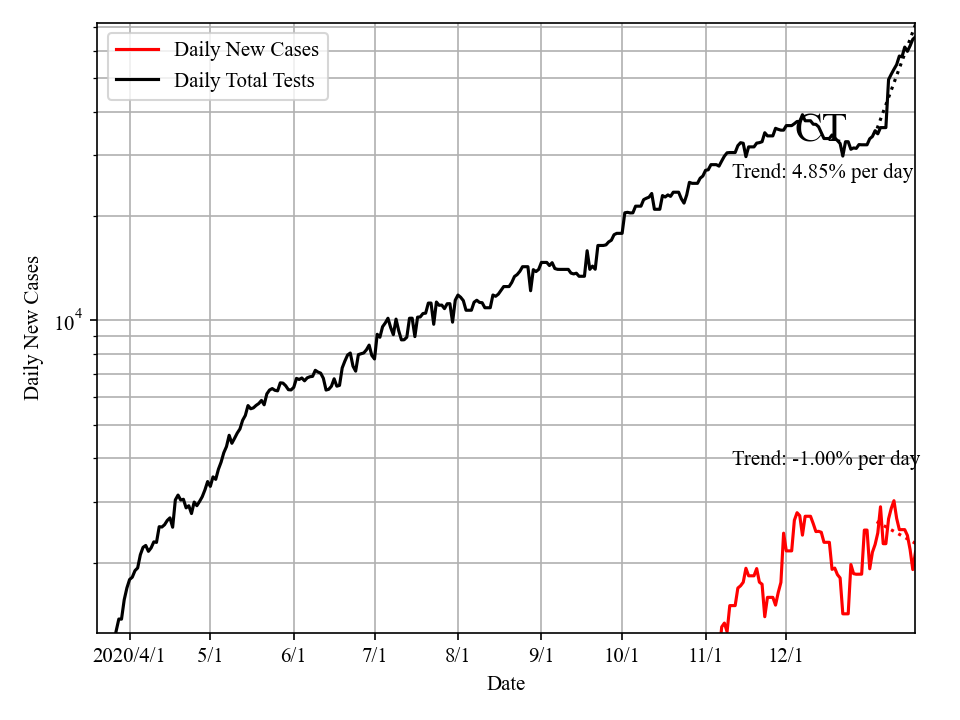 Daily New Cases
Daily Total Tests
CT
Trend: 4.85% per day
Daily New Cases
10^4
Trend: -1.00% per day
2020/4/1 5/1 6/1 7/1 8/1 9/1 10/1 11/1 12/1
Date